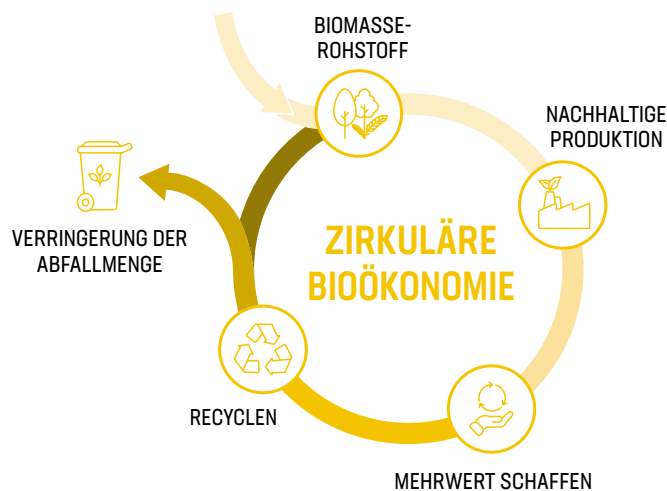 BIOMASSE-
ROHSTOFF
NACHHALTIGE
PRODUKTION
VERRINGERUNG DER
ABFALLMENGE
ZIRKULÄRE
BIOÖKONOMIE
RECYCLEN
MEHRWERT SCHAFFEN